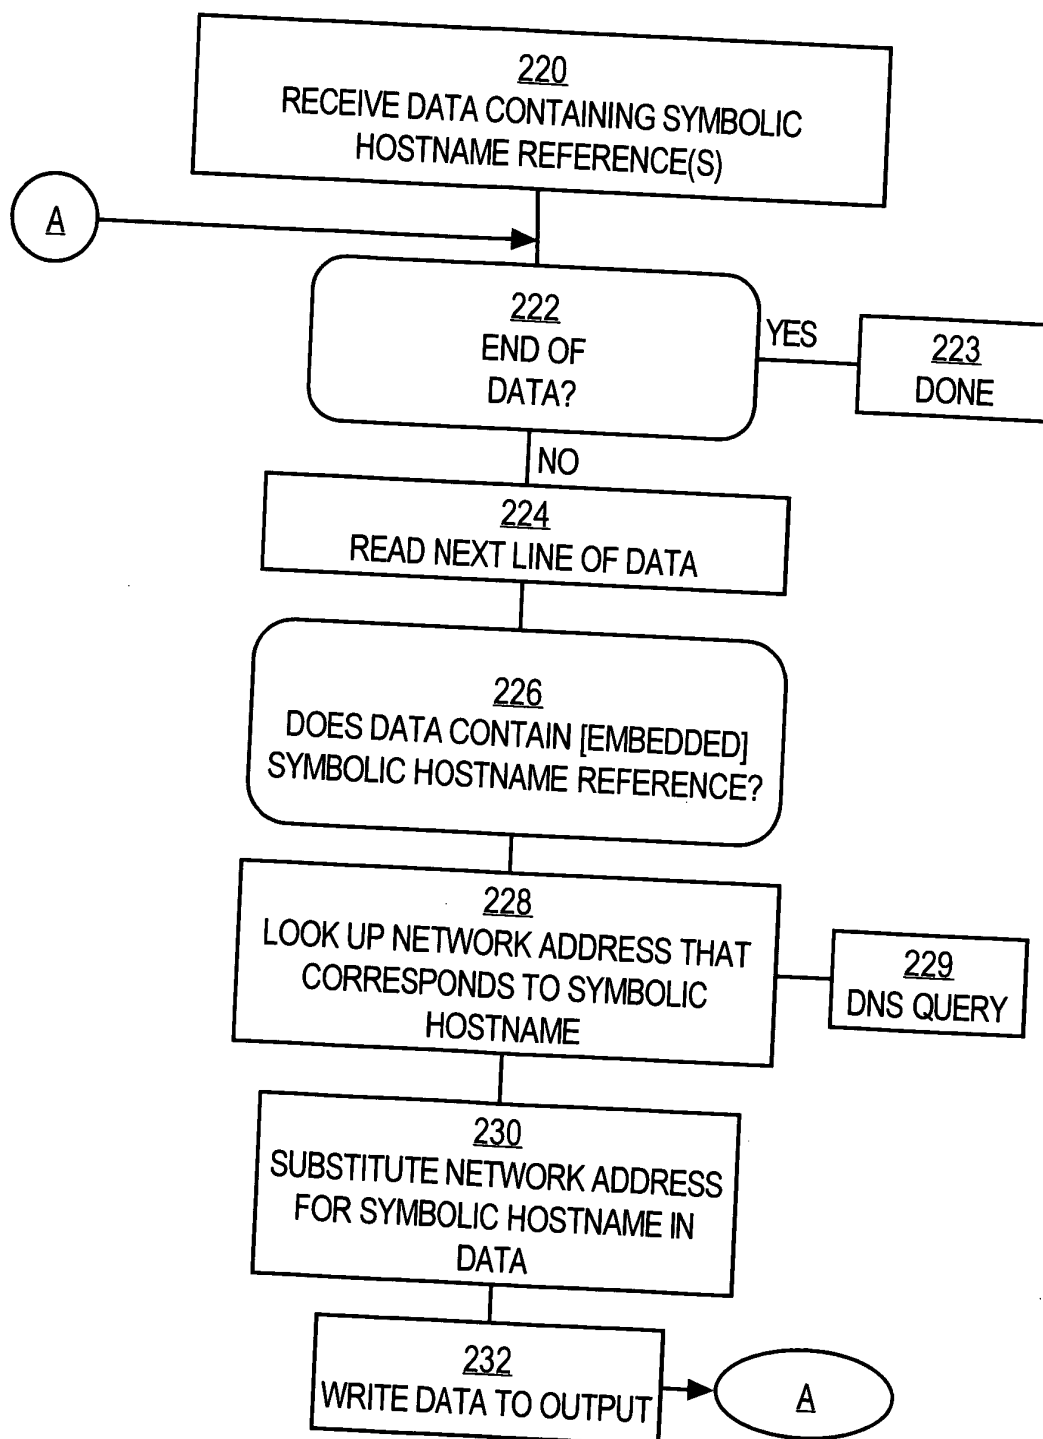 220
RECEIVE DATA CONTAINING SYMBOLIC
HOSTNAME REFERENCE(S)
A
222
END OF
DATA?
YES
223
DONE
NO
224
READ NEXT LINE OF DATA
226
DOES DATA CONTAIN [EMBEDDED]
SYMBOLIC HOSTNAME REFERENCE?
228
LOOK UP NETWORK ADDRESS THAT
CORRESPONDS TO SYMBOLIC
HOSTNAME
229
DNS QUERY
230
SUBSTITUTE NETWORK ADDRESS
FOR SYMBOLIC HOSTNAME IN
DATA
232
WRITE DATA TO OUTPUT
A